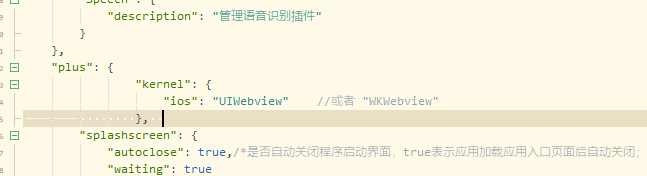 "description": "管理语音识别插件"
}
},
"plus": {
"kernel": {
"ios": "UIWebview" //或者 "WKWebview"
},
"splashscreen": {
"autoclose": true,/*是否自动关闭程序启动界面，true表示应用加载应用入口页面后自动关闭；
"waiting": true